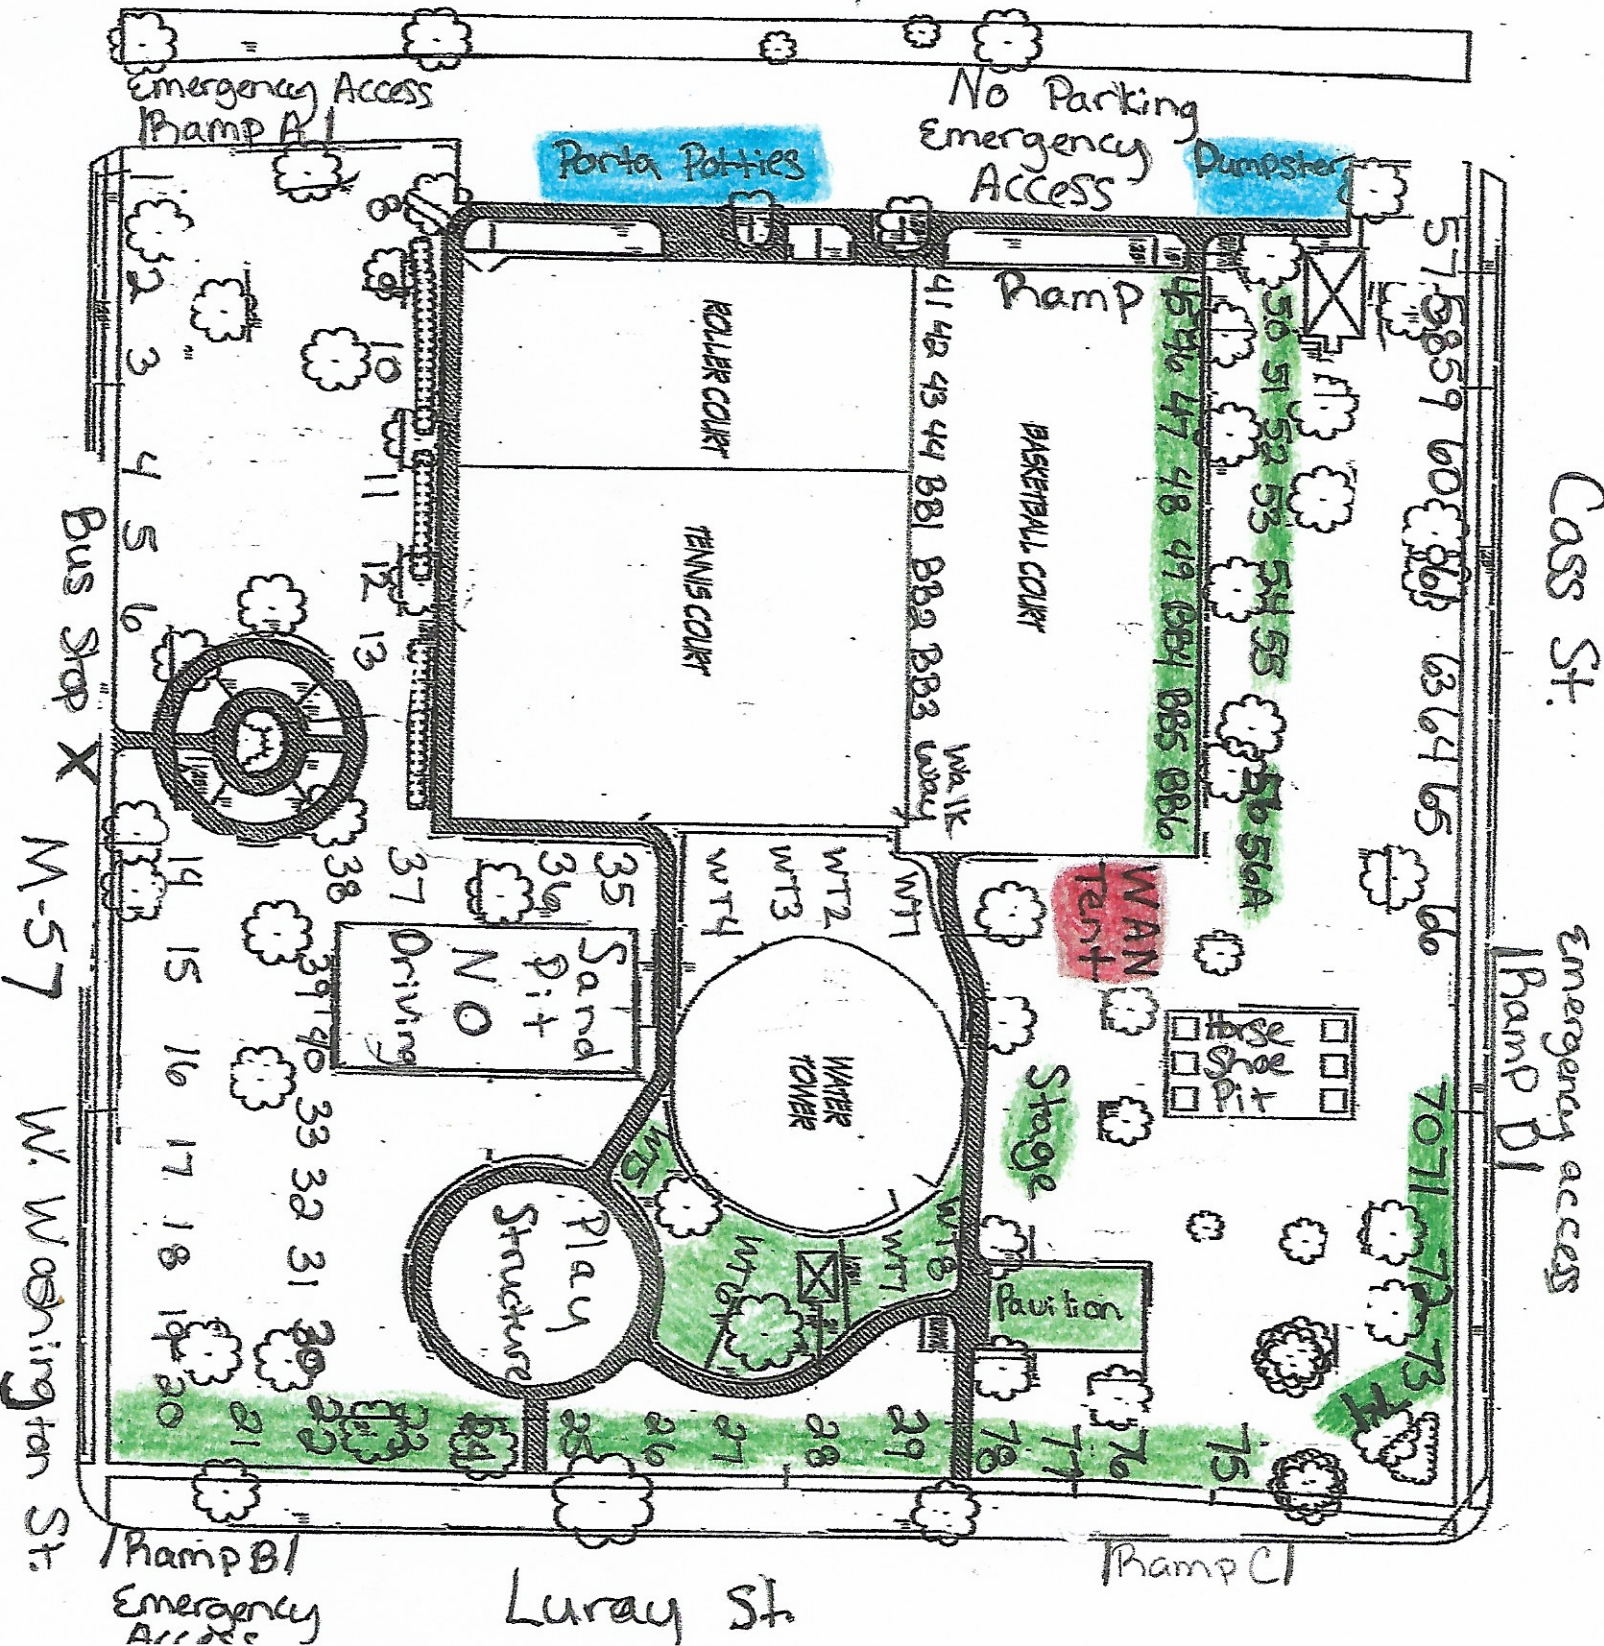 Emergency Access
Ramp A
No Parking
Emergency
Access
Porta Potties
Dumpster
1
2
3
4
5
6
8
9
10
11
12
13
Bus Stop X
M-57 W. Washington St.
ROLLER COURT
TENNIS COURT
BASKETBALL COURT
Ramp
41 42 43 44 BB1 BB2 BB3
Walk
Way
45 46 47 48 49 BB4 BB5 BB6
50 51 52 53 54 55 56 56A
57 58 59 60 61 63 64 65 66
Cass St.
Emergency access
Ramp D
WAN
Tent
Horse
Shoe
Pit
Stage
Pavilion
70 71 72 73 74
14 15 16 17 18 19 20
38
37
36
35
39 40 33 32 31 30
Sand
Pit
NO
Driving
WT4
WT3
WT2
WT1
WATER
TOWER
WT5
WT6
WT7
WT8
Play
Structure
21 22 23 24 25 26 27 28 29 78 77 76 75
Ramp B
Emergency
Access
Luray St.
Ramp C